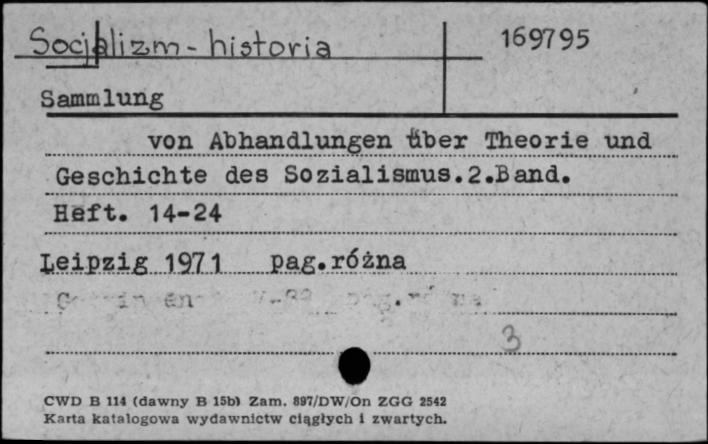 Socjalizm - historia
169795
Sammlung
von Abhandlungen über Theorie und
Geschichte des Sozialismus.2.Band.
Heft. 14-24
Leipzig 1971 pag.różna
3
CWD B 114 (dawny B 15b) Zam. 897/DW/On ZGG 2542
Karta katalogowa wydawnictw ciągłych i zwartych.